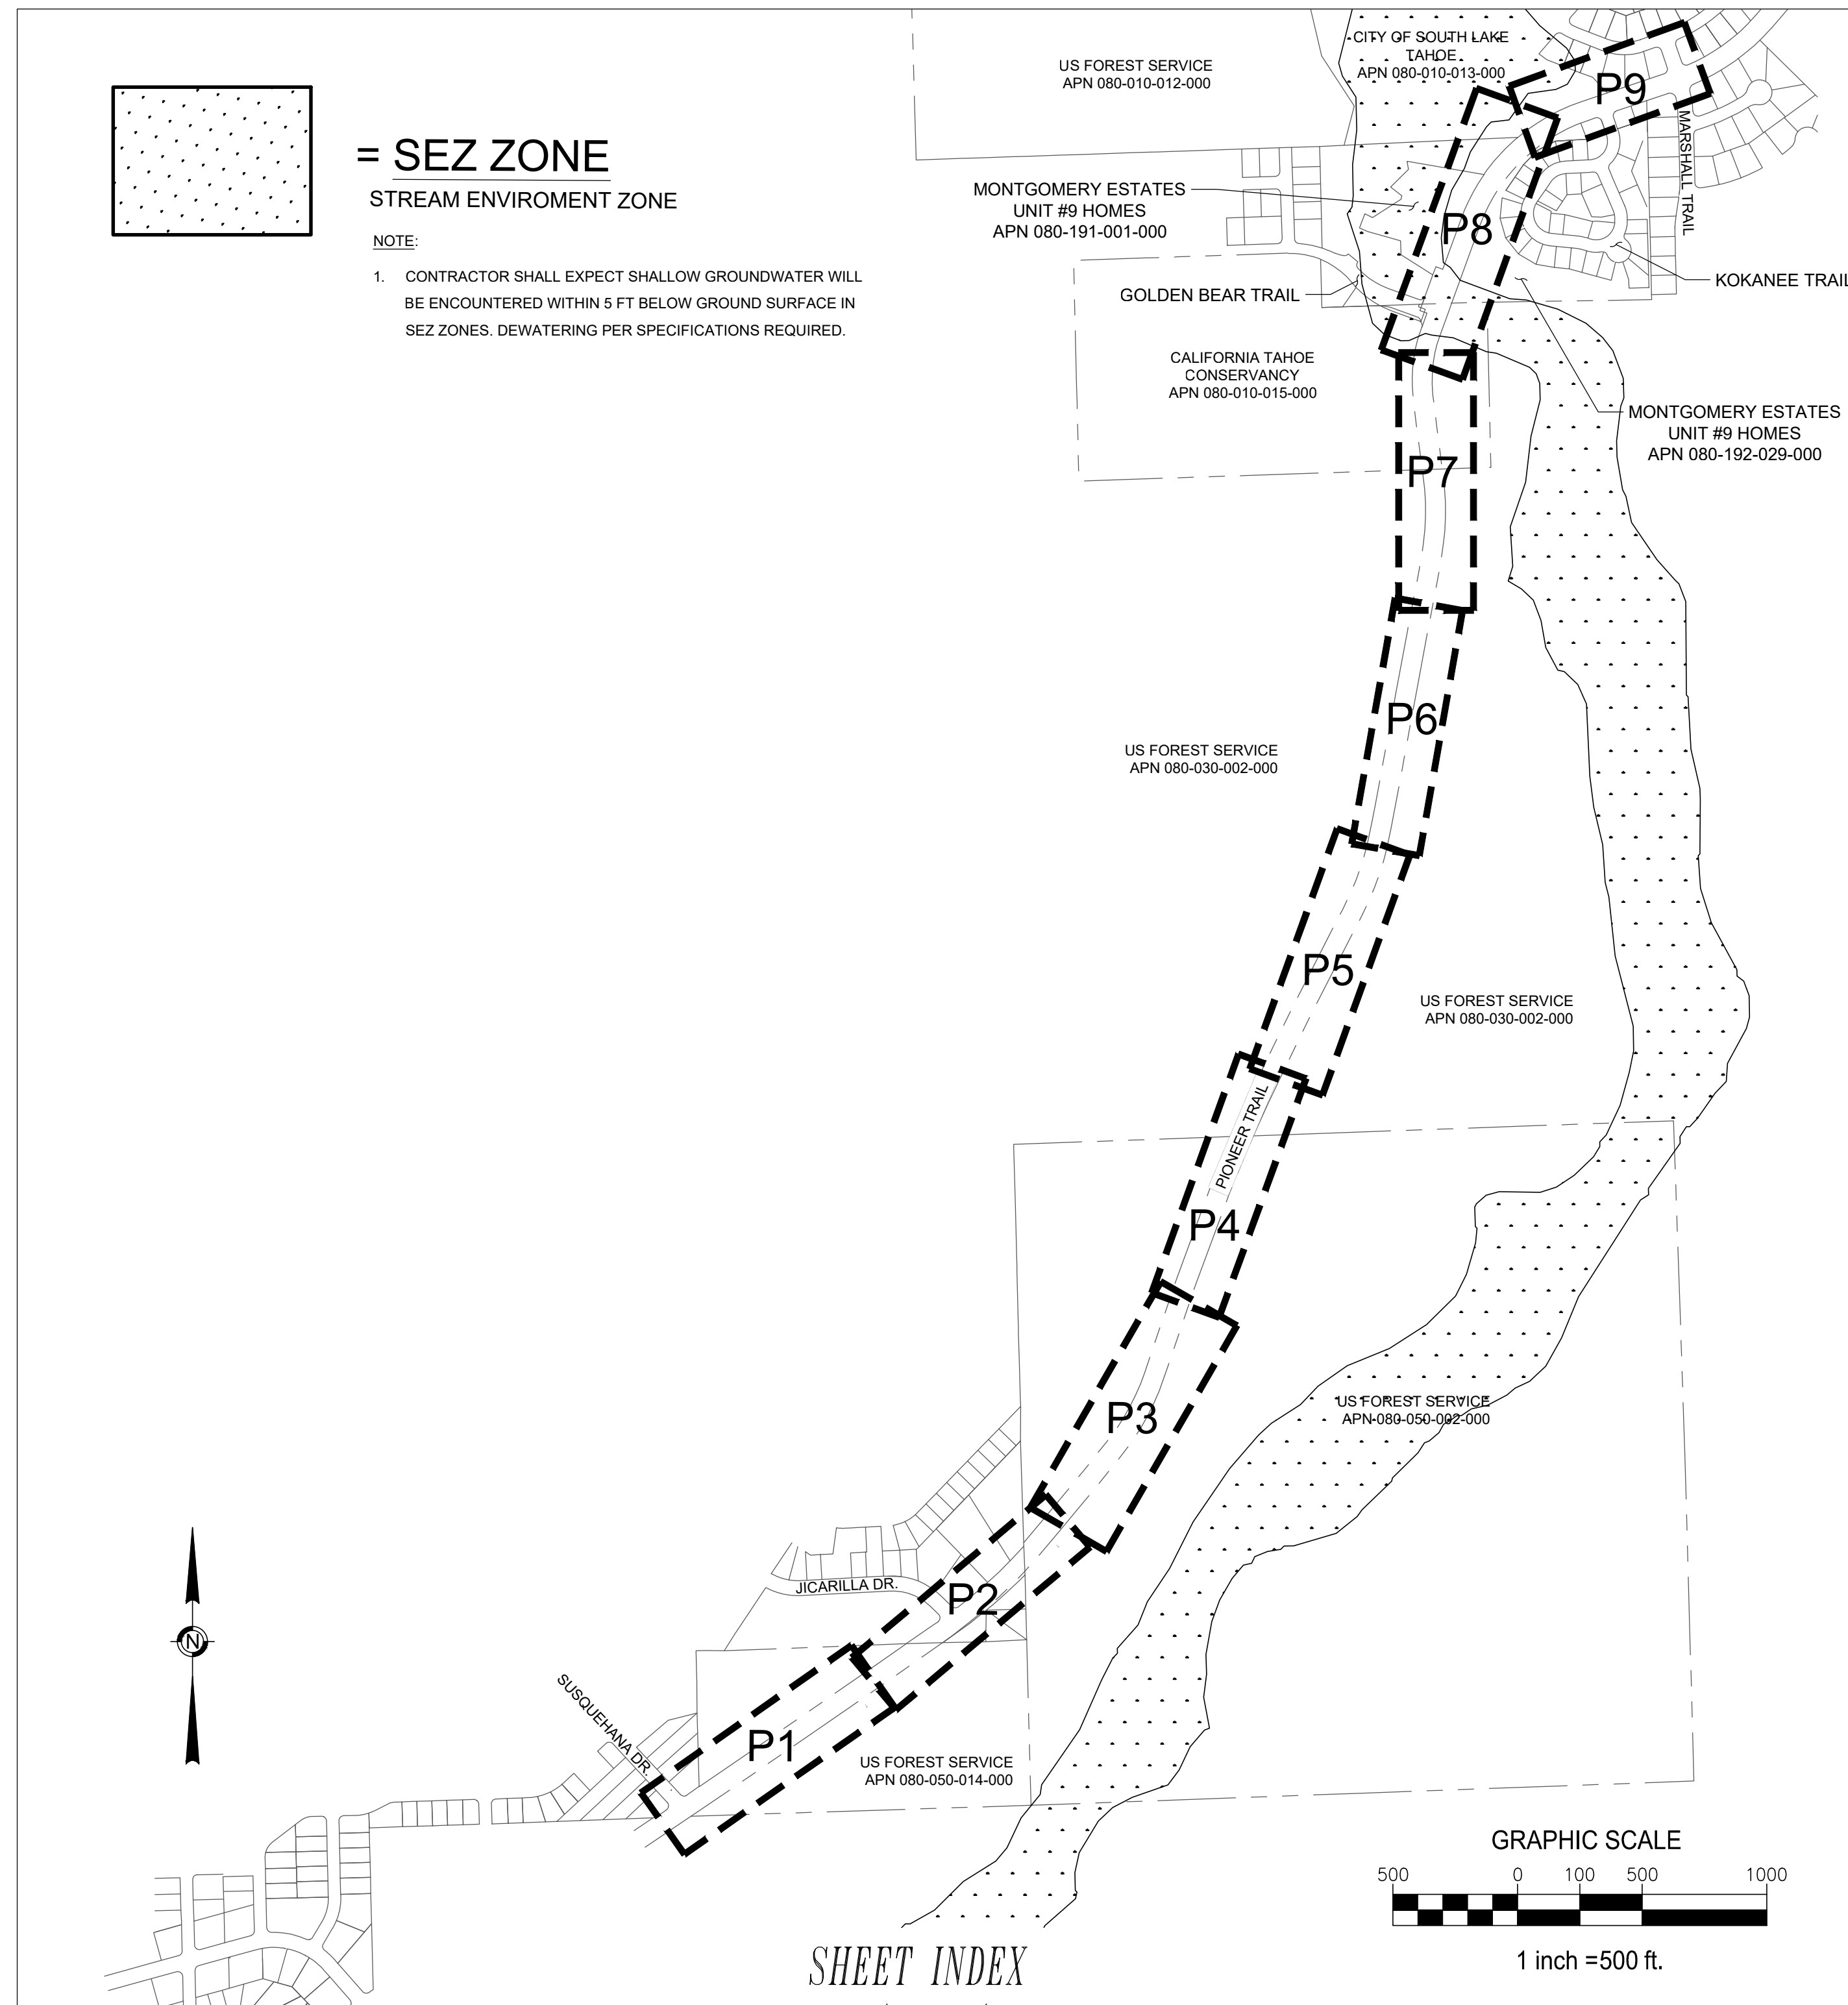 US FOREST SERVICE
APN 080-010-012-000
CITY OF SOUTH LAKE
TAHOE
APN 080-010-013-000
P9
MARSHALL TRAIL
= SEZ ZONE
STREAM ENVIROMENT ZONE
NOTE:
1. CONTRACTOR SHALL EXPECT SHALLOW GROUNDWATER WILL
BE ENCOUNTERED WITHIN 5 FT BELOW GROUND SURFACE IN
SEZ ZONES. DEWATERING PER SPECIFICATIONS REQUIRED.
MONTGOMERY ESTATES
UNIT #9 HOMES
APN 080-191-001-000
P8
KOKANEE TRAIL
GOLDEN BEAR TRAIL
CALIFORNIA TAHOE
CONSERVANCY
APN 080-010-015-000
MONTGOMERY ESTATES
UNIT #9 HOMES
APN 080-192-029-000
P7
P6
US FOREST SERVICE
APN 080-030-002-000
P5
US FOREST SERVICE
APN 080-030-002-000
PIONEER TRAIL
P4
P3
US FOREST SERVICE
APN 080-050-002-000
JICARILLA DR.
P2
N
SUSQUEHANA DR.
P1
US FOREST SERVICE
APN 080-050-014-000
GRAPHIC SCALE
500 0 100 500 1000
1 inch =500 ft.
SHEET INDEX